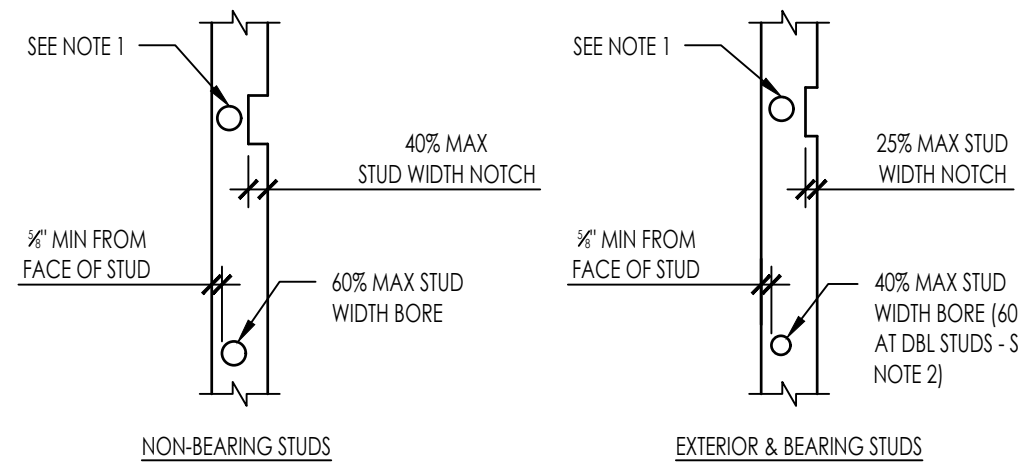 SEE NOTE 1
40% MAX
STUD WIDTH NOTCH
⅝" MIN FROM
FACE OF STUD
60% MAX STUD
WIDTH BORE
NON-BEARING STUDS
SEE NOTE 1
25% MAX STUD
WIDTH NOTCH
⅝" MIN FROM
FACE OF STUD
40% MAX STUD
WIDTH BORE (60
AT DBL STUDS - S
NOTE 2)
EXTERIOR & BEARING STUDS